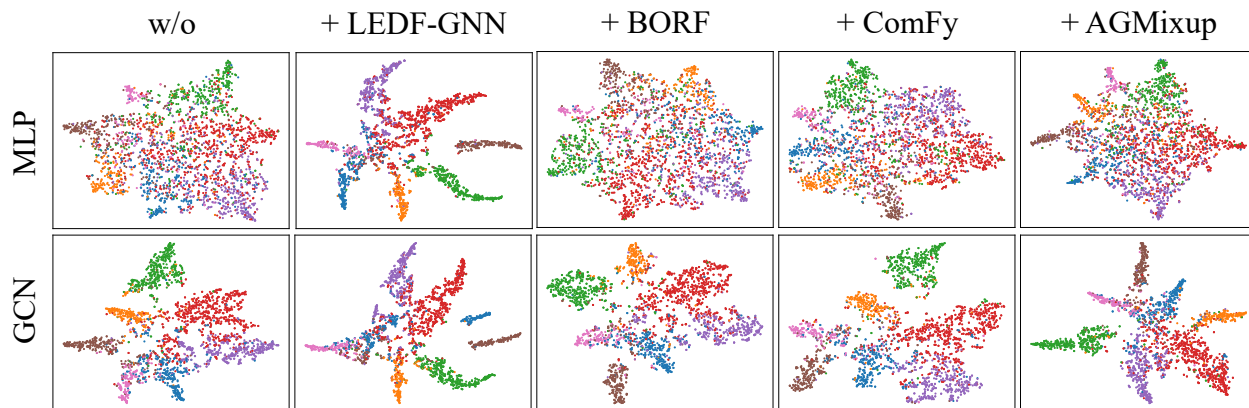 w/o + LEDF-GNN + BORF + ComFy + AGMixup
MLP
GCN